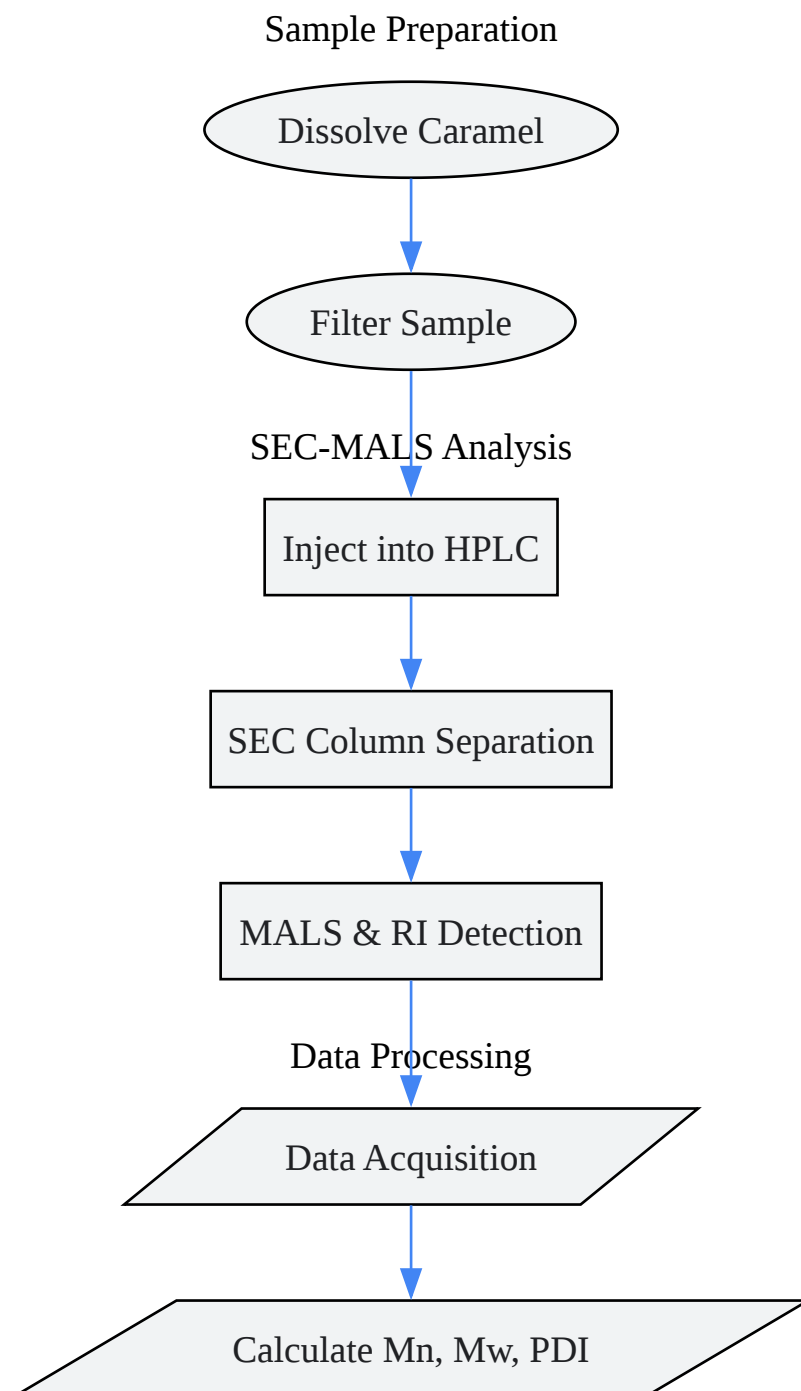 Sample Preparation
Dissolve Caramel
Filter Sample
SEC-MALS Analysis
Inject into HPLC
SEC Column Separation
MALS & RI Detection
Data Processing
Data Acquisition
Calculate Mn, Mw, PDI